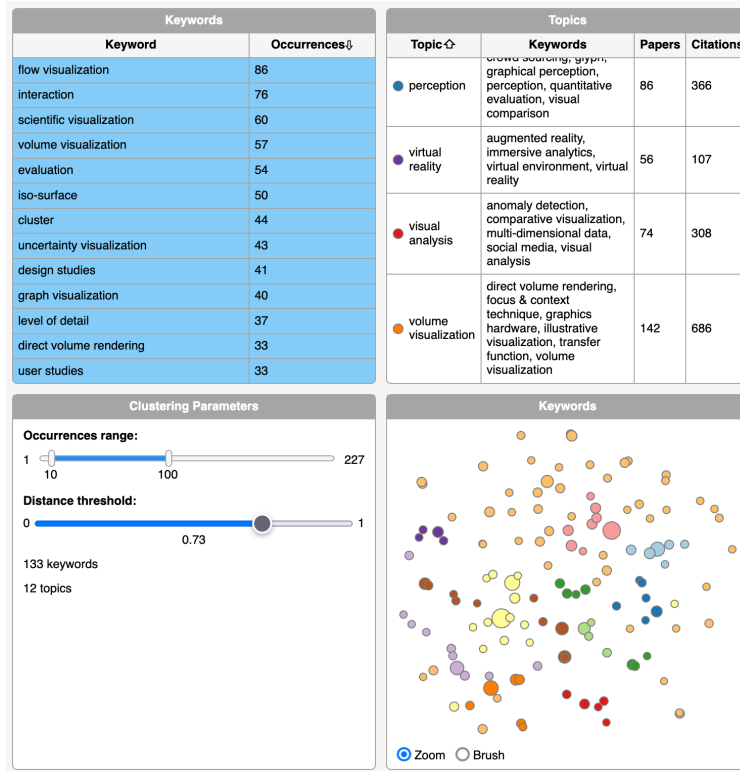 Keywords
Keyword Occurrences⇩
flow visualization 86
interaction 76
scientific visualization 60
volume visualization 57
evaluation 54
iso-surface 50
cluster 44
uncertainty visualization 43
design studies 41
graph visualization 40
level of detail 37
direct volume rendering 33
user studies 33
Topics
Topic⇧ Keywords Papers Citations
crowd sourcing, glyph,
graphical perception,
perception 86 366
perception, quantitative
evaluation, visual
comparison
augmented reality,
virtual
reality
immersive analytics,
virtual environment, virtual
reality
56 107
anomaly detection,
comparative visualization,
visual
analysis
multi-dimensional data,
social media, visual
analysis
74 308
direct volume rendering,
focus & context
technique, graphics
volume
visualization
hardware, illustrative
visualization, transfer
function, volume
visualization
142 686
Clustering Parameters
Occurrences range:
1 227
10 100
Distance threshold:
0 1
0.73
133 keywords
12 topics
Keywords
Zoom Brush